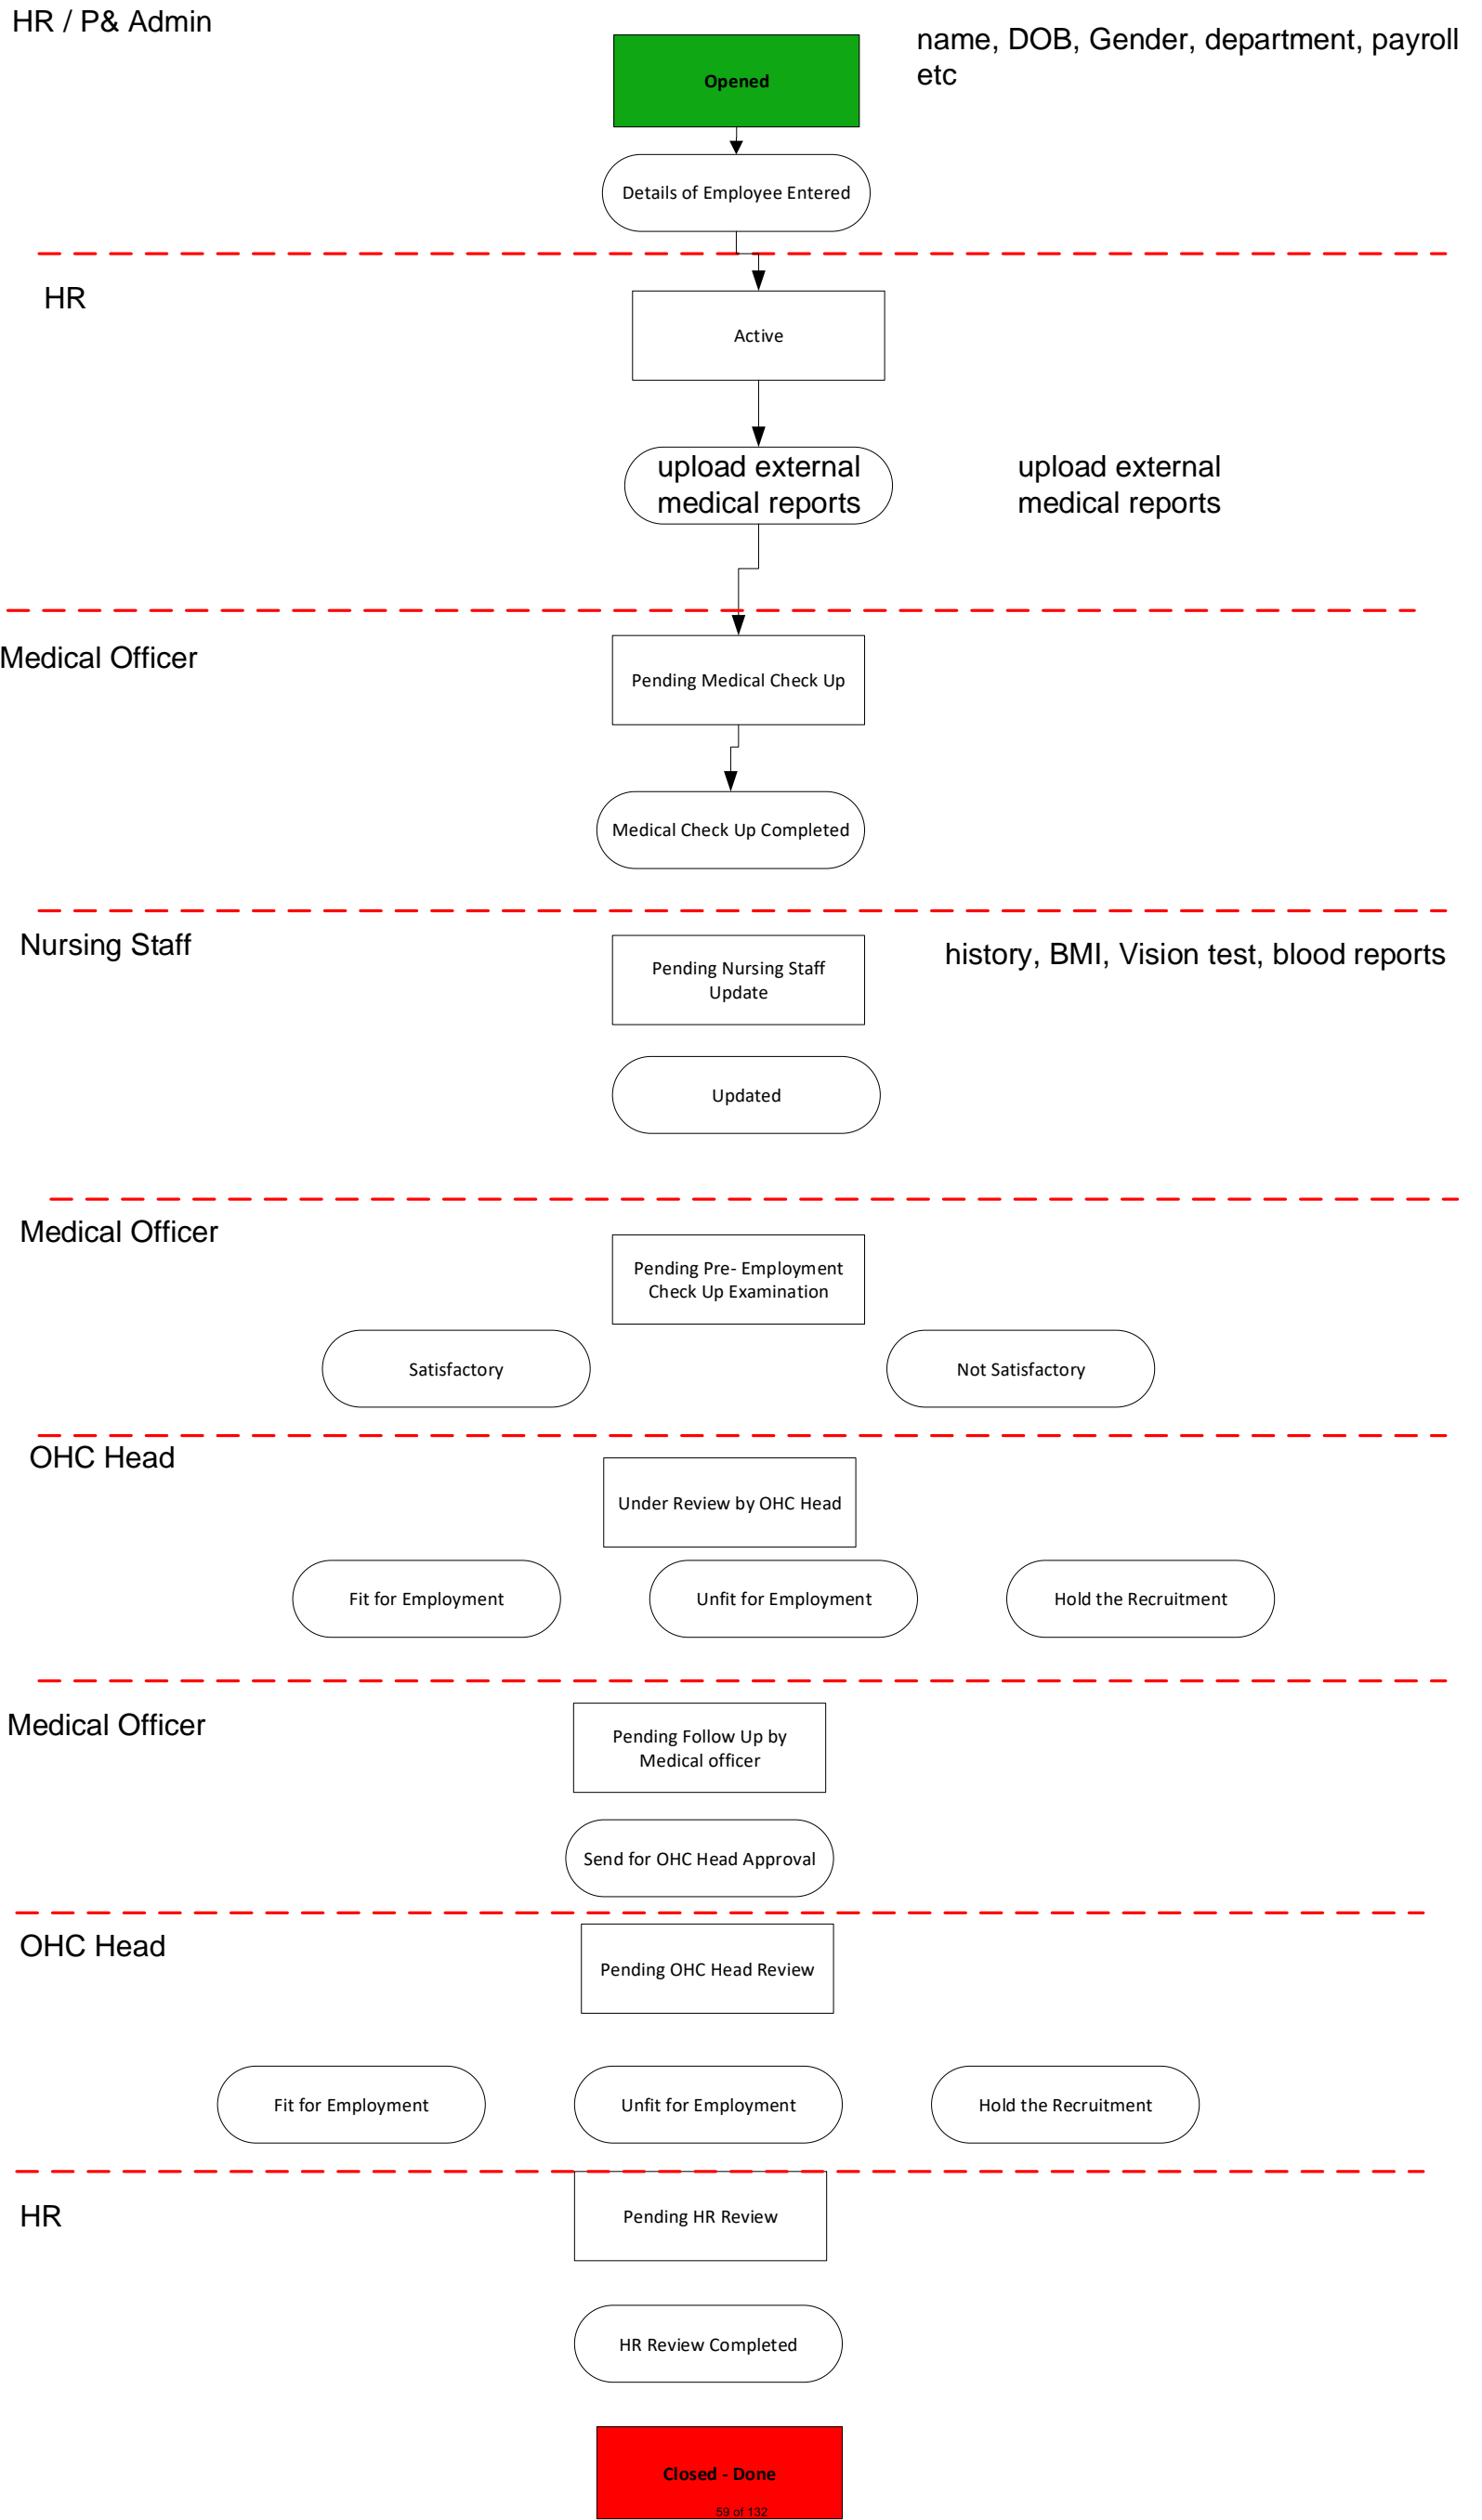 HR / P& Admin
name, DOB, Gender, department, payroll
etc
Opened
Details of Employee Entered
HR
Active
upload external
medical reports
upload external
medical reports
Medical Officer
Pending Medical Check Up
Medical Check Up Completed
Nursing Staff
history, BMI, Vision test, blood reports
Pending Nursing Staff
Update
Updated
Medical Officer
Pending Pre- Employment
Check Up Examination
Satisfactory
Not Satisfactory
OHC Head
Under Review by OHC Head
Fit for Employment
Unfit for Employment
Hold the Recruitment
Medical Officer
Pending Follow Up by
Medical officer
Send for OHC Head Approval
OHC Head
Pending OHC Head Review
Fit for Employment
Unfit for Employment
Hold the Recruitment
HR
Pending HR Review
HR Review Completed
Closed - Done
59 of 132